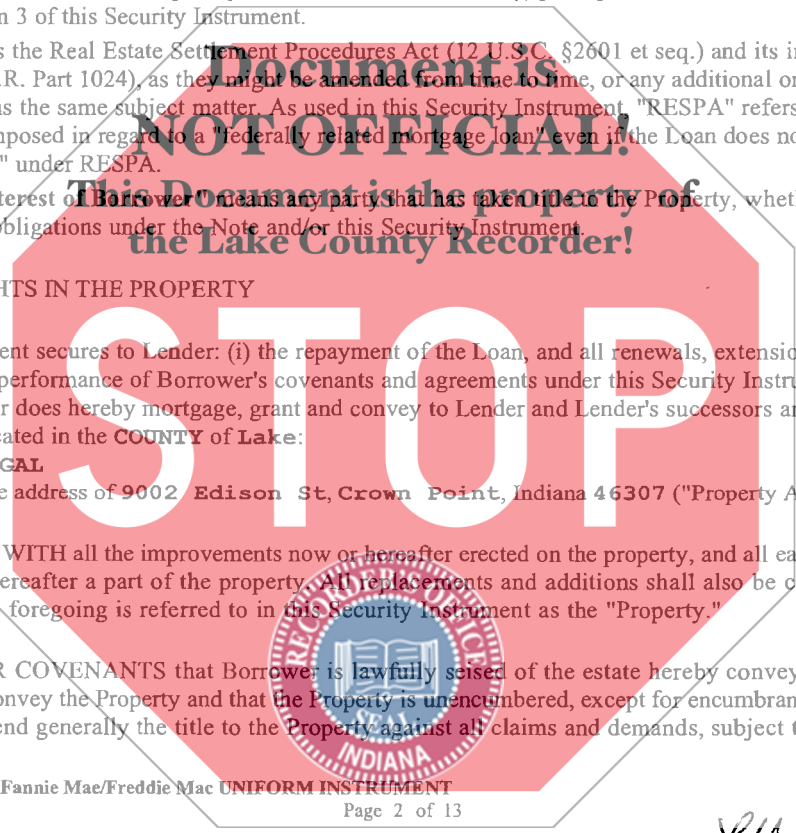 n 3 of this Security Instrument.
s the Real Estate Settlement Procedures Act (12 U.S.C. §2601 et seq.) and its in
.R. Part 1024), as they might be amended from time to time, or any additional or
ns the same subject matter. As used in this Security Instrument, "RESPA" refers
mposed in regard to a "federally related mortgage loan" even if the Loan does no
" under RESPA.
terest of Borrower" means any party that has taken title to the Property, wheth
obligations under the Note and/or this Security Instrument.
Document is
NOT OFFICIAL!
This Document is the property of
the Lake County Recorder!
HTS IN THE PROPERTY
ent secures to Lender: (i) the repayment of the Loan, and all renewals, extensio
performance of Borrower's covenants and agreements under this Security Instru
r does hereby mortgage, grant and convey to Lender and Lender's successors a
cated in the COUNTY of Lake:
GAL
e address of 9002 Edison St, Crown Point, Indiana 46307 ("Property A
STOP
WITH all the improvements now or hereafter erected on the property, and all ea
ereafter a part of the property. All replacements and additions shall also be c
foregoing is referred to in this Security Instrument as the "Property."
R COVENANTS that Borrower is lawfully seised of the estate hereby convey
onvey the Property and that the Property is unencumbered, except for encumbran
end generally the title to the Property against all claims and demands, subject t
RECORDER'S OFFICE
SEAL
INDIANA
Fannie Mae/Freddie Mac UNIFORM INSTRUMENT
Page 2 of 13